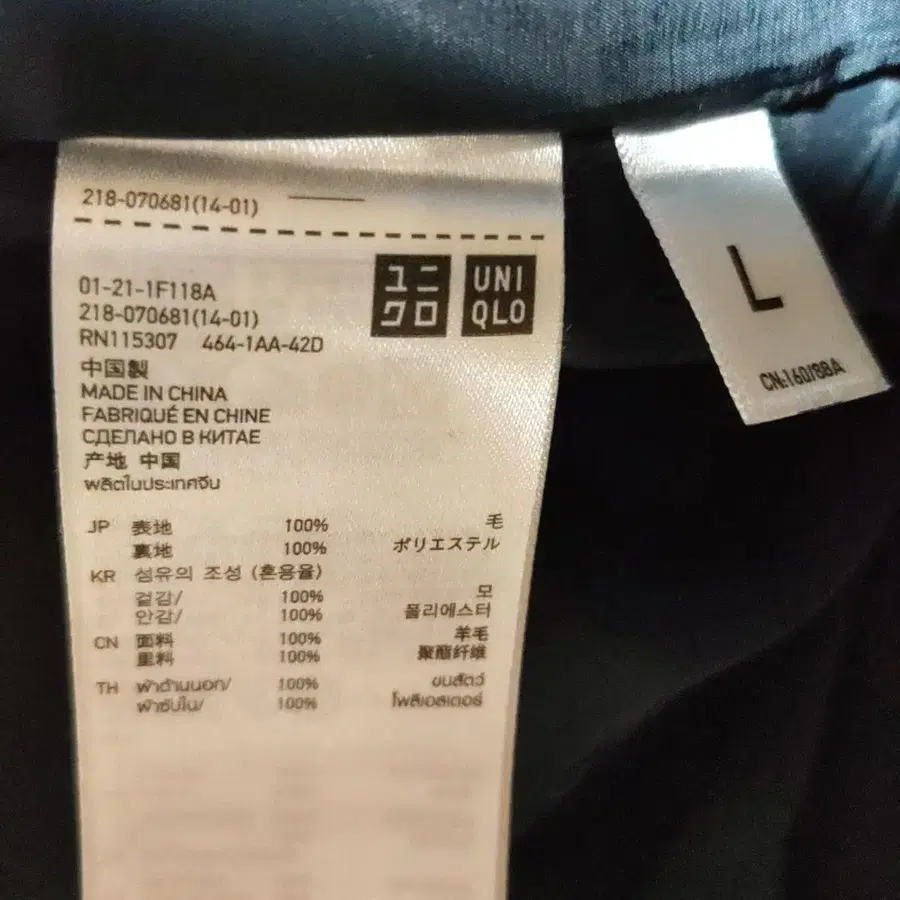 218-070681(14-01)
01-21-1F118A
218-070681(14-01)
RN115307 464-1AA-42D
ユニ
クロ
UNI
QLO
中国製
MADE IN CHINA
FABRIQUÉ EN CHINE
СДЕЛАНО В КИТАЕ
产地 中国
ผลิตในประเทศจีน
JP 表地 100% 毛
裏地 100% ポリエステル
KR 섬유의 조성 (혼용율)
겉감/ 100% 모
안감/ 100% 폴리에스터
CN 面料 100% 羊毛
里料 100% 聚酯纤维
TH ผ้าด้านนอก/ 100% ขนสัตว์
ผ้าซับใน/ 100% โพลีเอสเตอร์
L
CN:160/88A